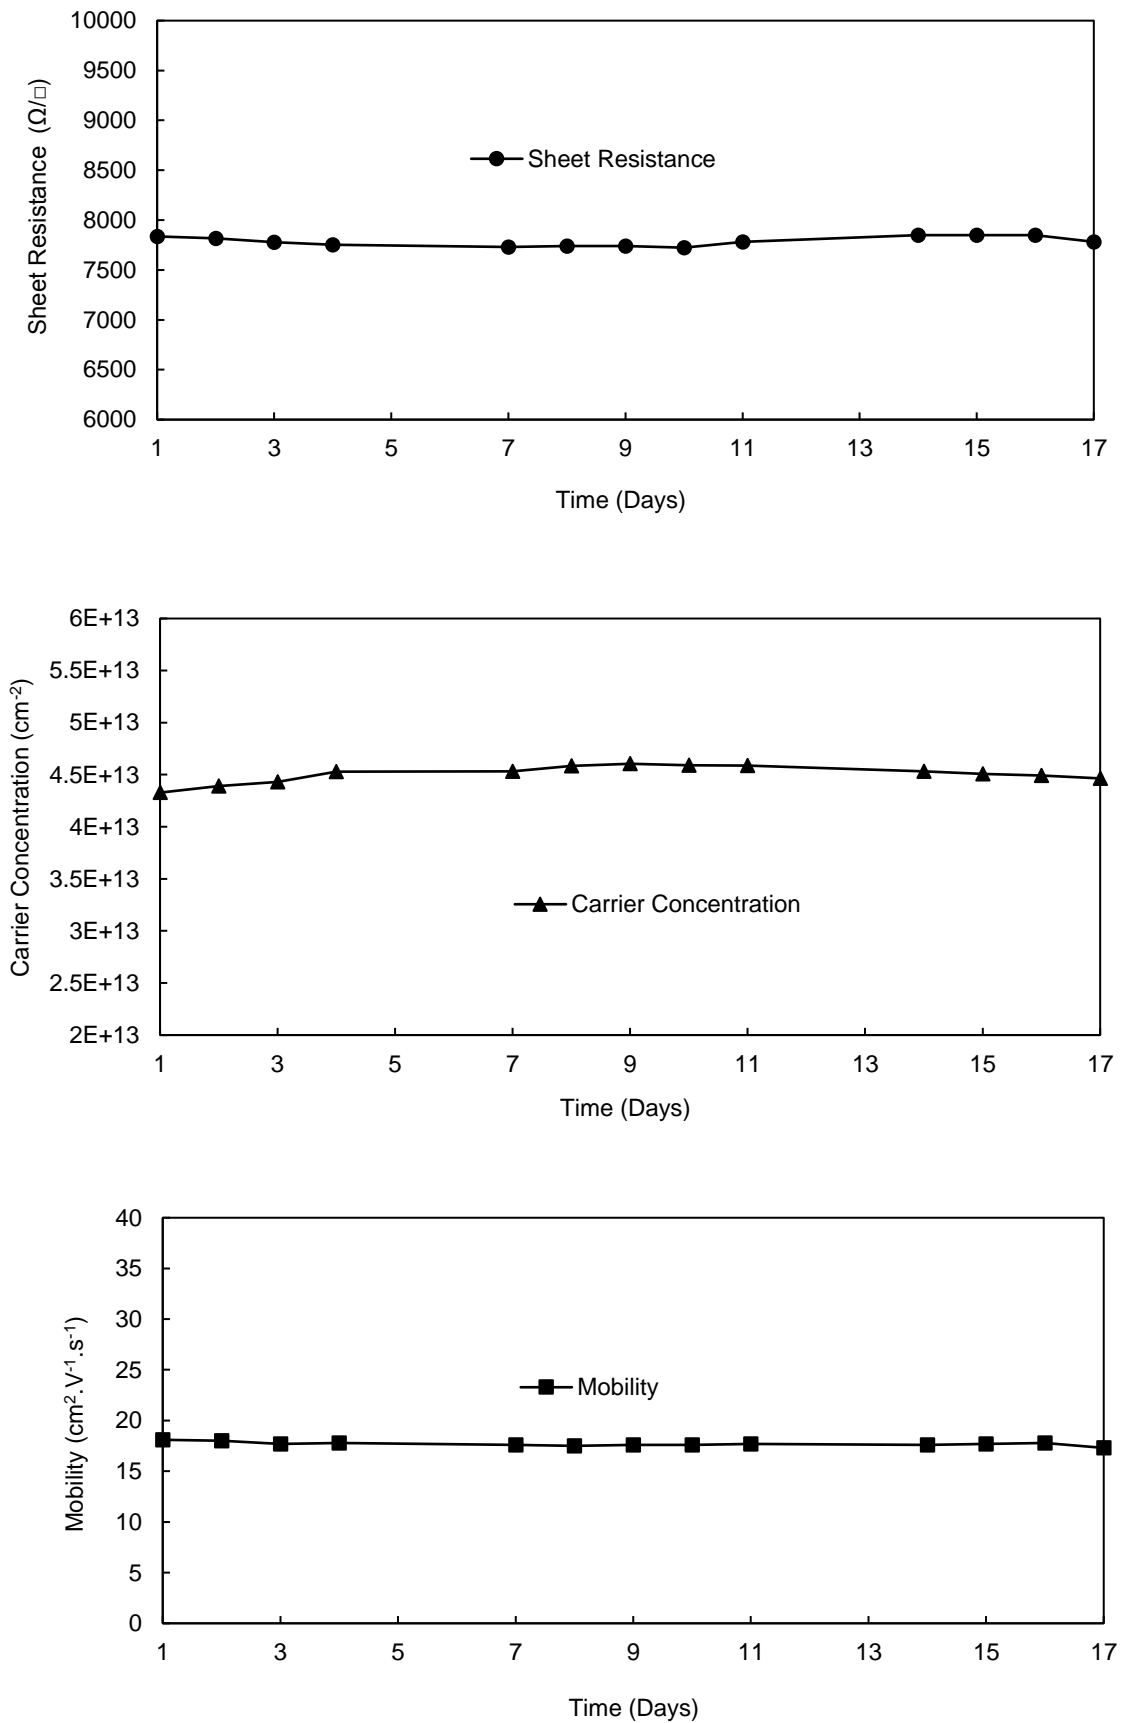 10000
9500
9000
8500
8000
7500
7000
6500
6000
Sheet Resistance (Ω/□)
Sheet Resistance
1 3 5 7 9 11 13 15 17
Time (Days)
6E+13
5.5E+13
5E+13
4.5E+13
4E+13
3.5E+13
3E+13
2.5E+13
2E+13
Carrier Concentration (cm⁻²)
Carrier Concentration
1 3 5 7 9 11 13 15 17
Time (Days)
40
35
30
25
20
15
10
5
0
Mobility (cm².V⁻¹.s⁻¹)
Mobility
1 3 5 7 9 11 13 15 17
Time (Days)